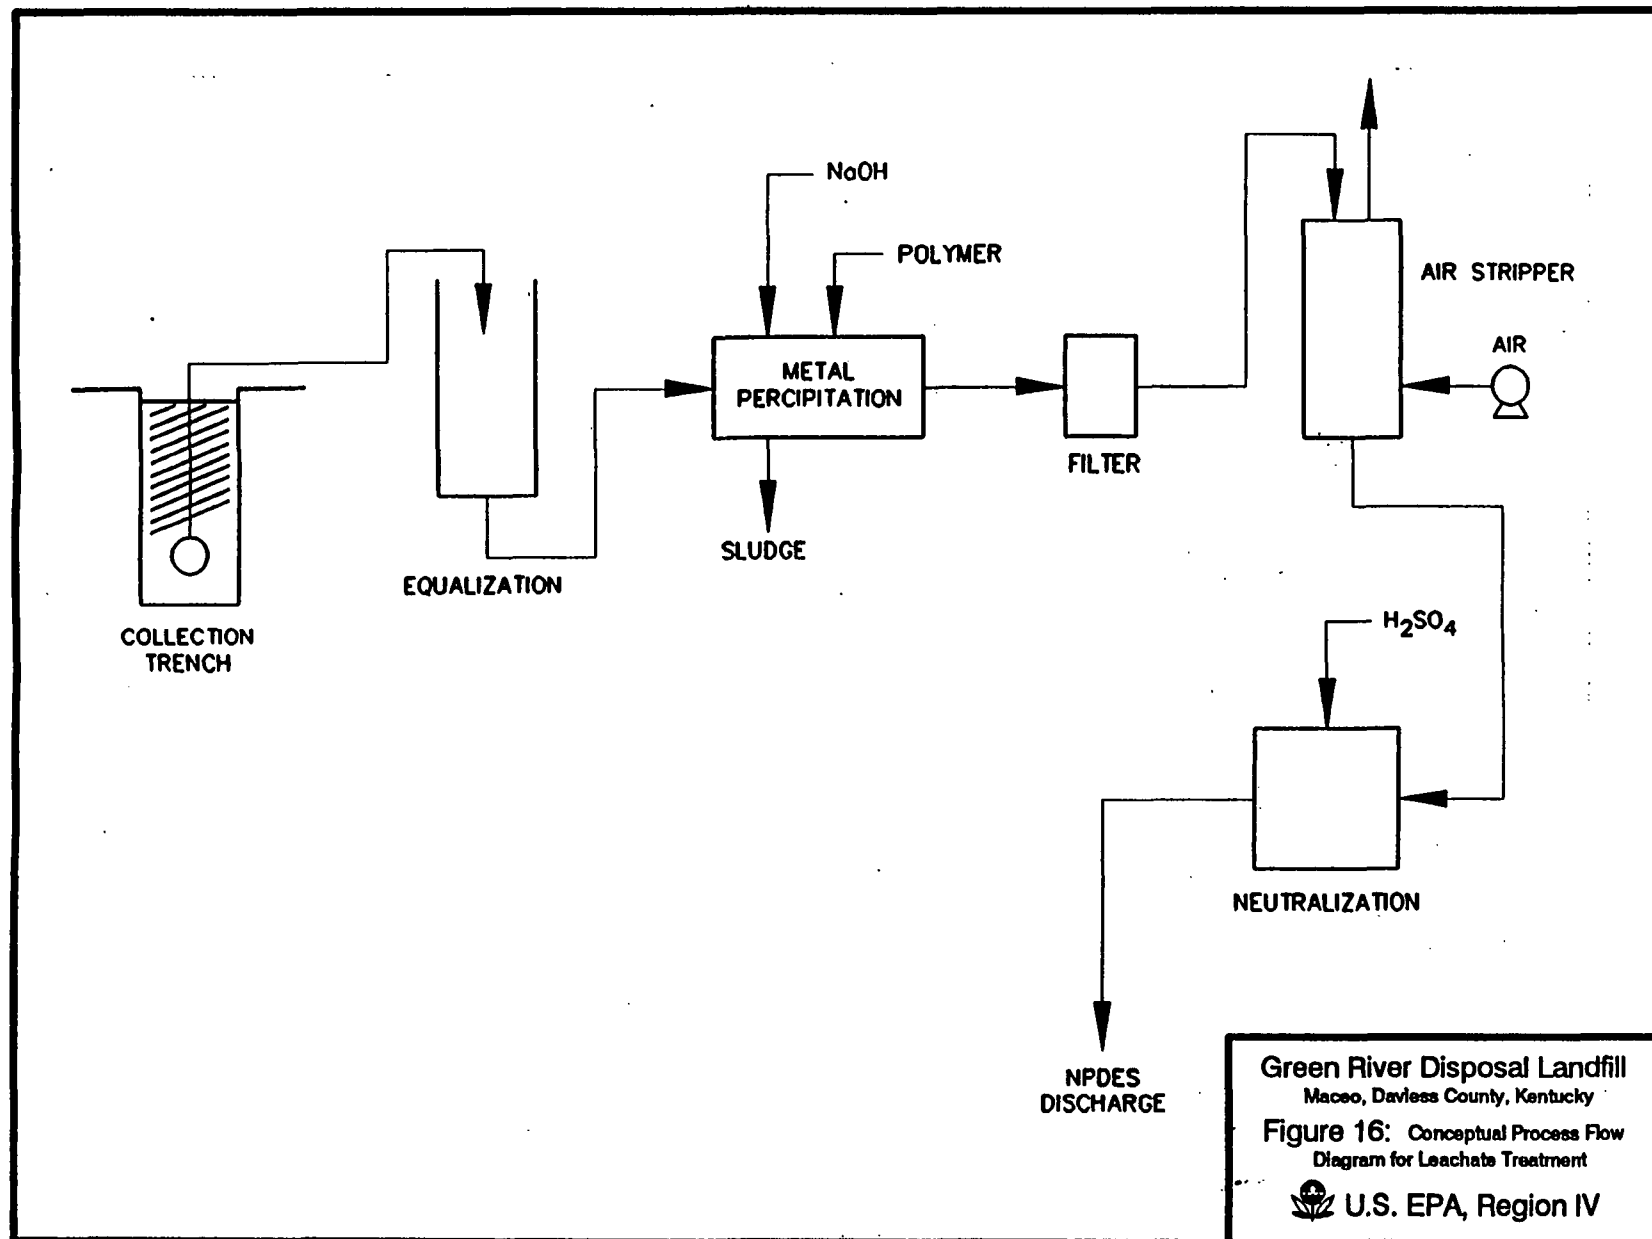 NaOH
POLYMER
AIR STRIPPER
AIR
METAL
PERCIPITATION
FILTER
SLUDGE
EQUALIZATION
COLLECTION
TRENCH
H₂SO₄
NEUTRALIZATION
NPDES
DISCHARGE
Green River Disposal Landfill
Maceo, Daviess County, Kentucky
Figure 16: Conceptual Process Flow
Diagram for Leachate Treatment
U.S. EPA, Region IV